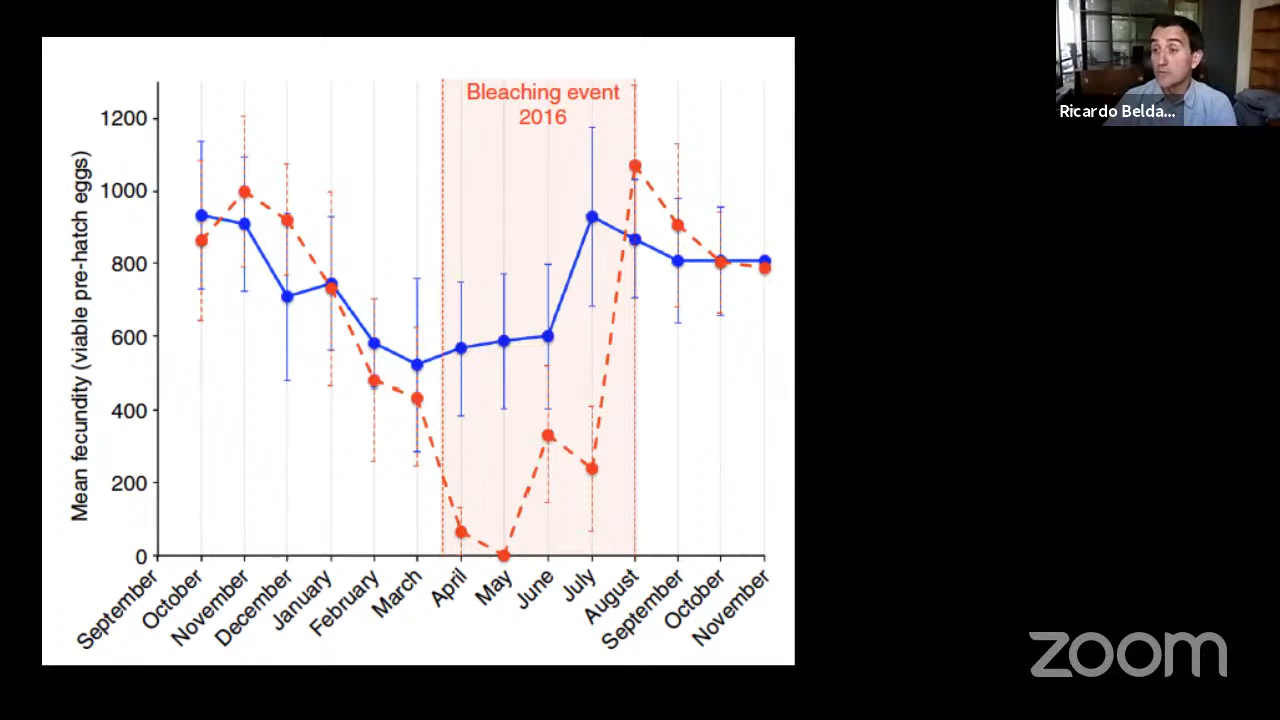 Bleaching event
2016
Mean fecundity (viable pre-hatch eggs)
1200
1000
800
600
400
200
0
September
October
November
December
January
February
March
April
May
June
July
August
September
October
November
Ricardo Belda...
zoom